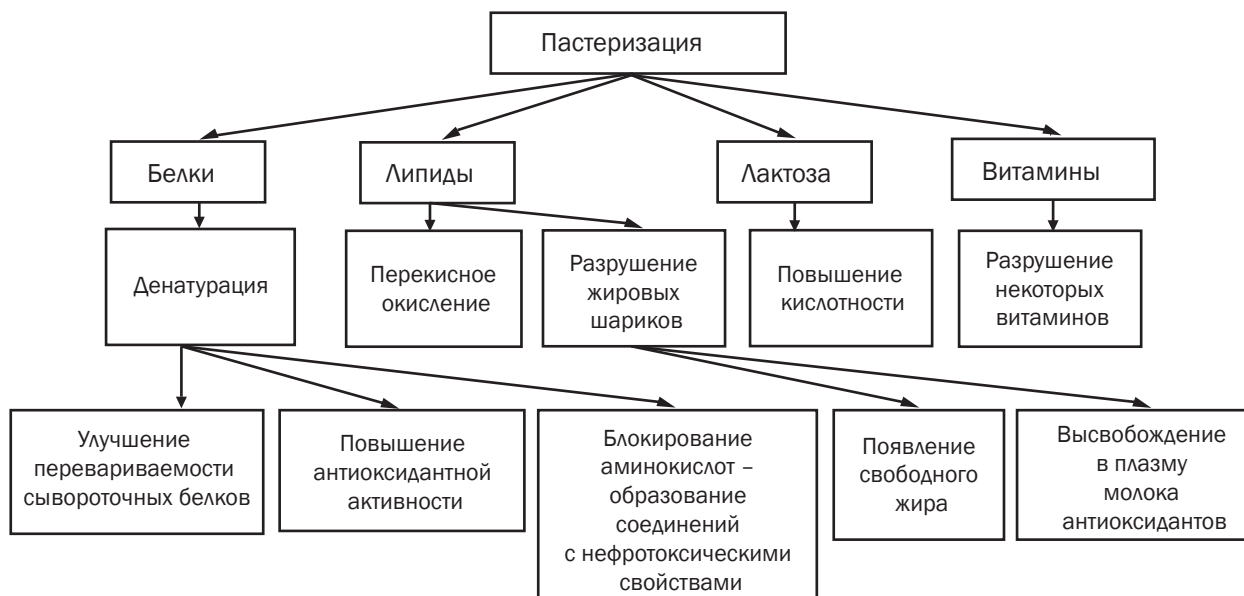 Пастеризация
Белки
Липиды
Лактоза
Витамины
Денатурация
Перекисное
окисление
Разрушение
жировых
шариков
Повышение
кислотности
Разрушение
некоторых
витаминов
Улучшение
перевариваемости
сывороточных белков
Повышение
антиоксидантной
активности
Блокирование
аминокислот –
образование
соединений
с нефротоксическими
свойствами
Появление
свободного
жира
Высвобождение
в плазму
молока
антиоксидантов